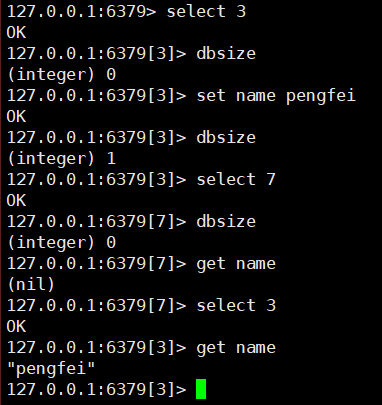 127.0.0.1:6379> select 3
OK
127.0.0.1:6379[3]> dbsize
(integer) 0
127.0.0.1:6379[3]> set name pengfei
OK
127.0.0.1:6379[3]> dbsize
(integer) 1
127.0.0.1:6379[3]> select 7
OK
127.0.0.1:6379[7]> dbsize
(integer) 0
127.0.0.1:6379[7]> get name
(nil)
127.0.0.1:6379[7]> select 3
OK
127.0.0.1:6379[3]> get name
"pengfei"
127.0.0.1:6379[3]>